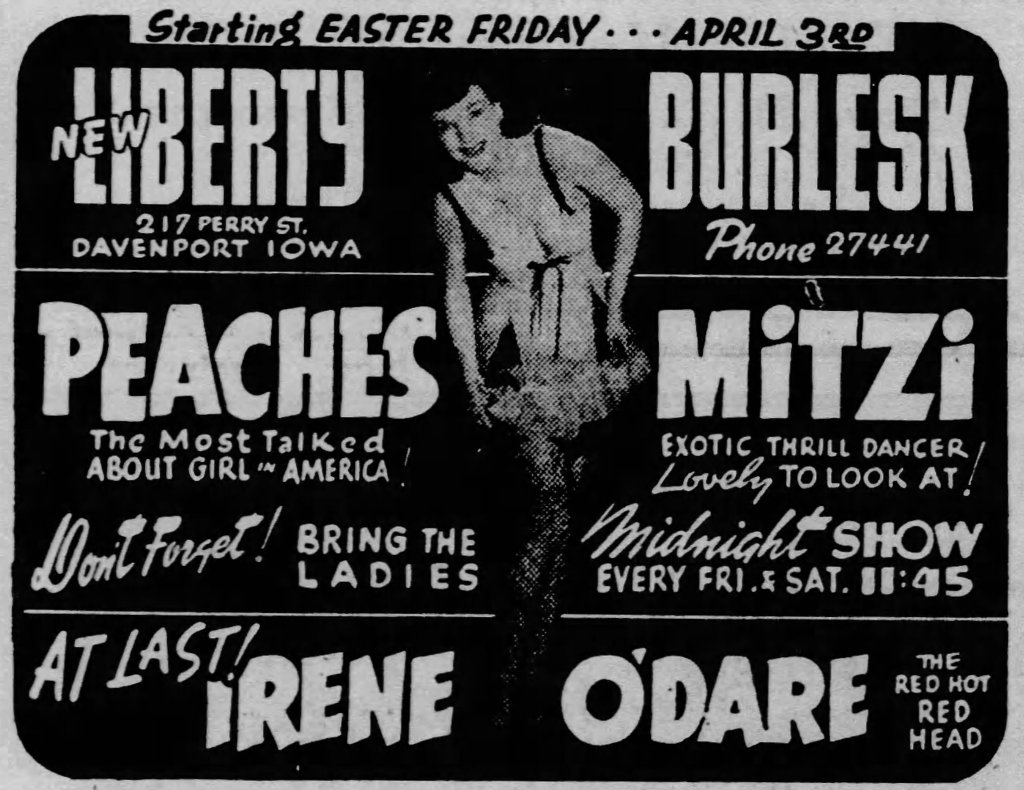 Starting EASTER FRIDAY... APRIL 3RD
NEW LIBERTY
217 PERRY ST.
DAVENPORT IOWA
BURLESK
Phone 27441
PEACHES
The Most Talked
ABOUT GIRL IN AMERICA!
MiTZi
EXOTIC THRILL DANCER
Lovely TO LOOK AT!
Don't Forget! BRING THE
LADIES
Midnight SHOW
EVERY FRI. & SAT. 11:45
AT LAST!
iRENE O'DARE
THE
RED HOT
RED
HEAD